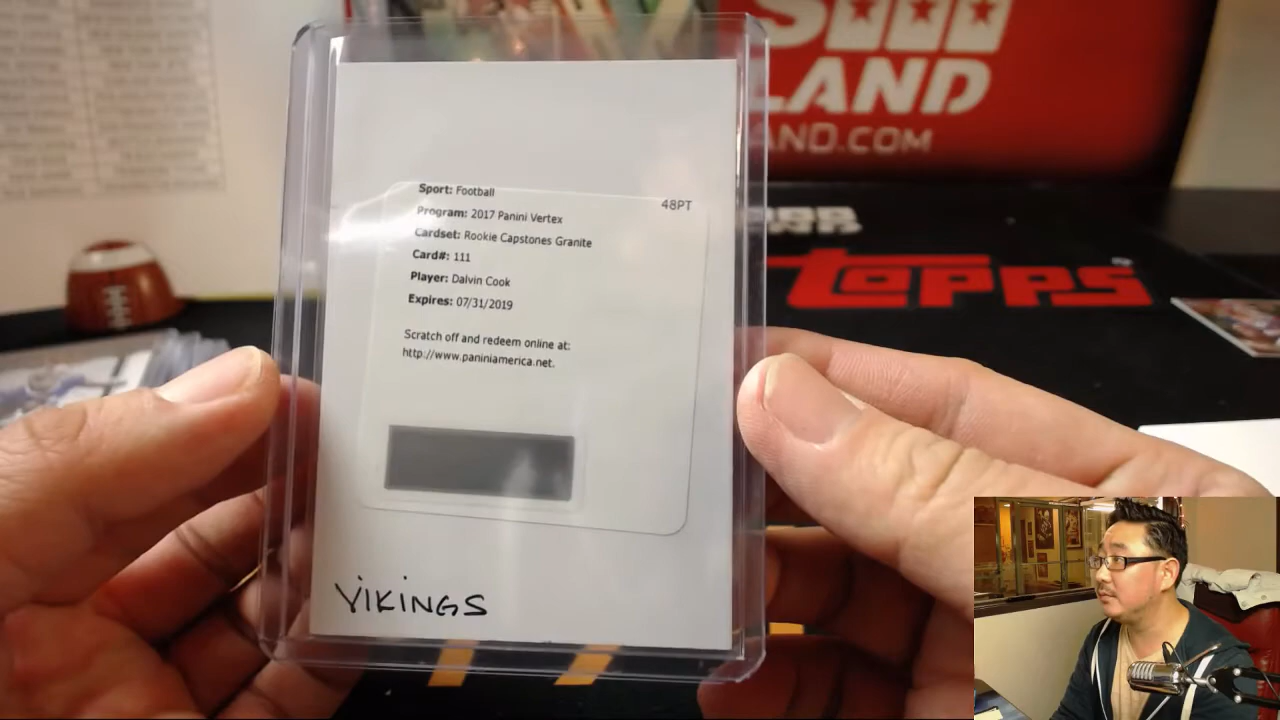 LAND
AND.COM
48PT
Sport: Football
Program: 2017 Panini Vertex
Cardset: Rookie Capstones Granite
Card#: 111
Player: Dalvin Cook
Expires: 07/31/2019
Scratch off and redeem online at:
http://www.paniniamerica.net.
VIKINGS
TOPPS